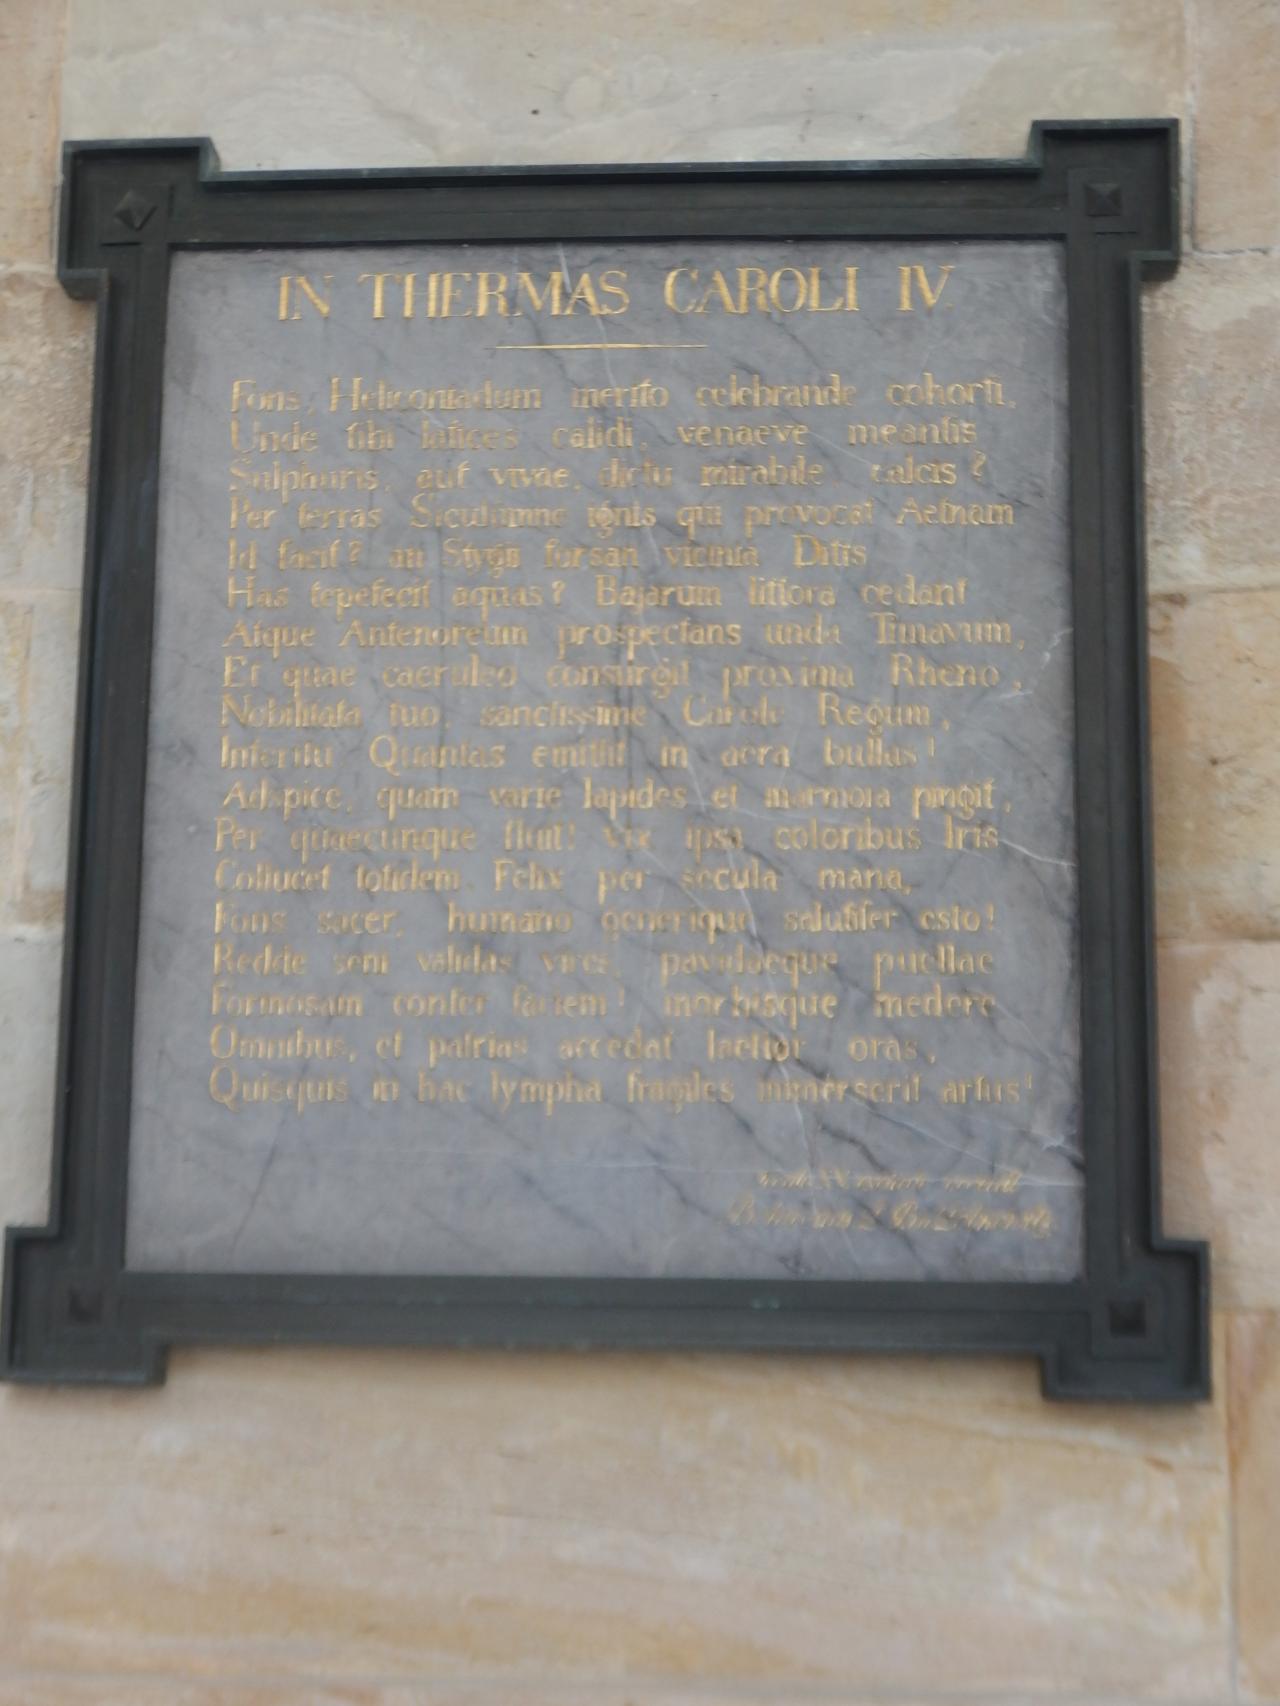 IN THERMAS CAROLI IV.
Fons, Heliconiadum merito celebrande cohorti,
Unde tibi latices calidi, venaeve meantis
Sulphuris, aut vivae, dictu mirabile, calcis?
Per terras Siculumne ignis qui provocat Aetnam
Id facit? an Stygii forsan vicinia Ditis
Has tepefecit aquas? Bajarum littora cedant
Atque Antenoreum prospectans unda Timavum,
Et quae caeruleo consurgit proxima Rheno,
Nobilitata tuo, sanctissime Carole Regum,
Interitu. Quantas emittit in aëra bullas!
Adspice, quam varie lapides et marmora pingit,
Per quaecunque fluit! vix ipsa coloribus Iris
Collucet totidem. Felix per secula mana,
Fons sacer, humano generique salutifer esto!
Redde seni validas vires, pavidaeque puellae
Formosam confer faciem! morbisque medere
Omnibus, et patrias accedat laetior oras,
Quisquis in hac lympha fragiles immerserit artus!